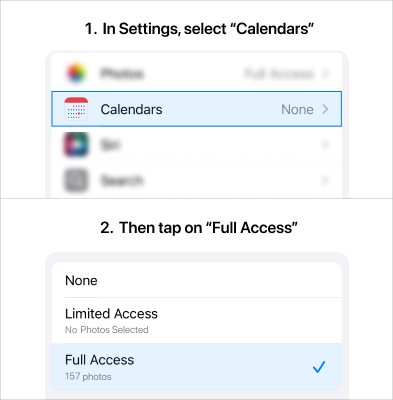 1. In Settings, select “Calendars”
Photos Full Access
Calendars None
Siri
Search
2. Then tap on “Full Access”
None
Limited Access
No Photos Selected
Full Access
157 photos